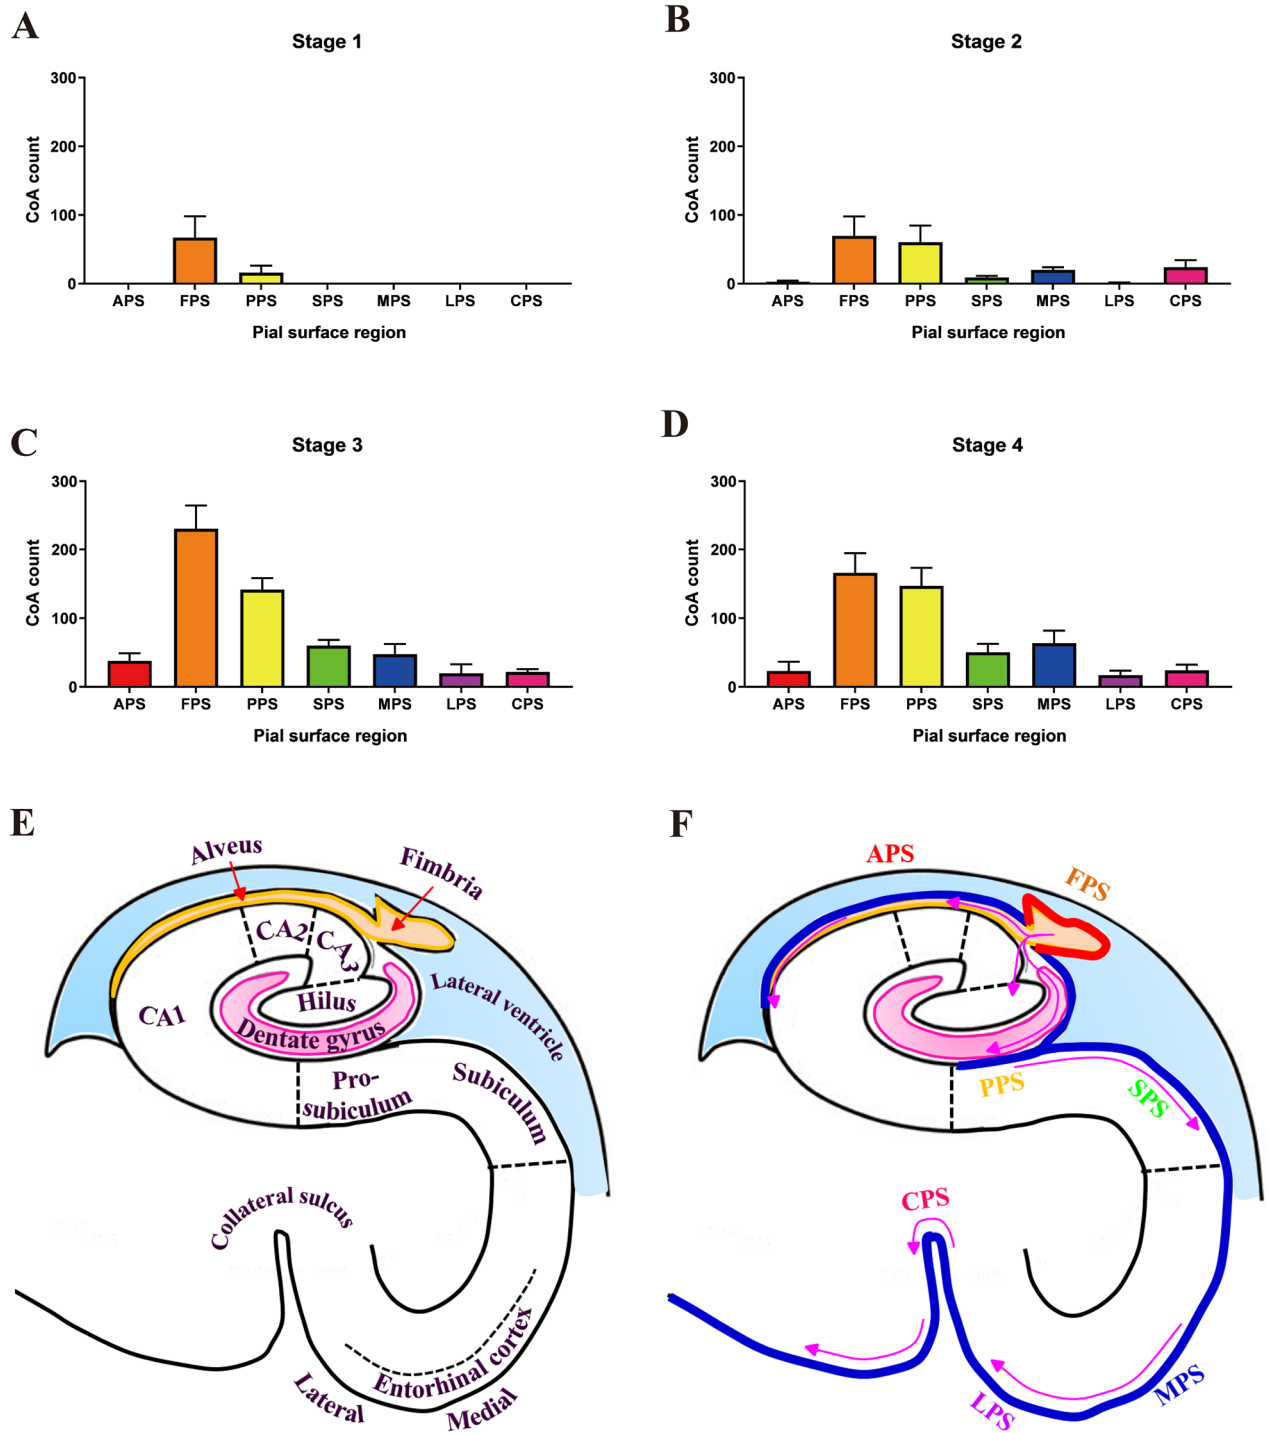 A
Stage 1
CoA count
300
200
100
0
APS FPS PPS SPS MPS LPS CPS
Pial surface region
B
Stage 2
CoA count
300
200
100
0
APS FPS PPS SPS MPS LPS CPS
Pial surface region
C
Stage 3
CoA count
300
200
100
0
APS FPS PPS SPS MPS LPS CPS
Pial surface region
D
Stage 4
CoA count
300
200
100
0
APS FPS PPS SPS MPS LPS CPS
Pial surface region
E
Alveus
Fimbria
CA2
CA3
Lateral ventricle
Hilus
CA1
Dentate gyrus
Pro-
subiculum
Subiculum
Collateral sulcus
Entorhinal cortex
Lateral
Medial
F
APS
FPS
PPS
SPS
CPS
MPS
LPS